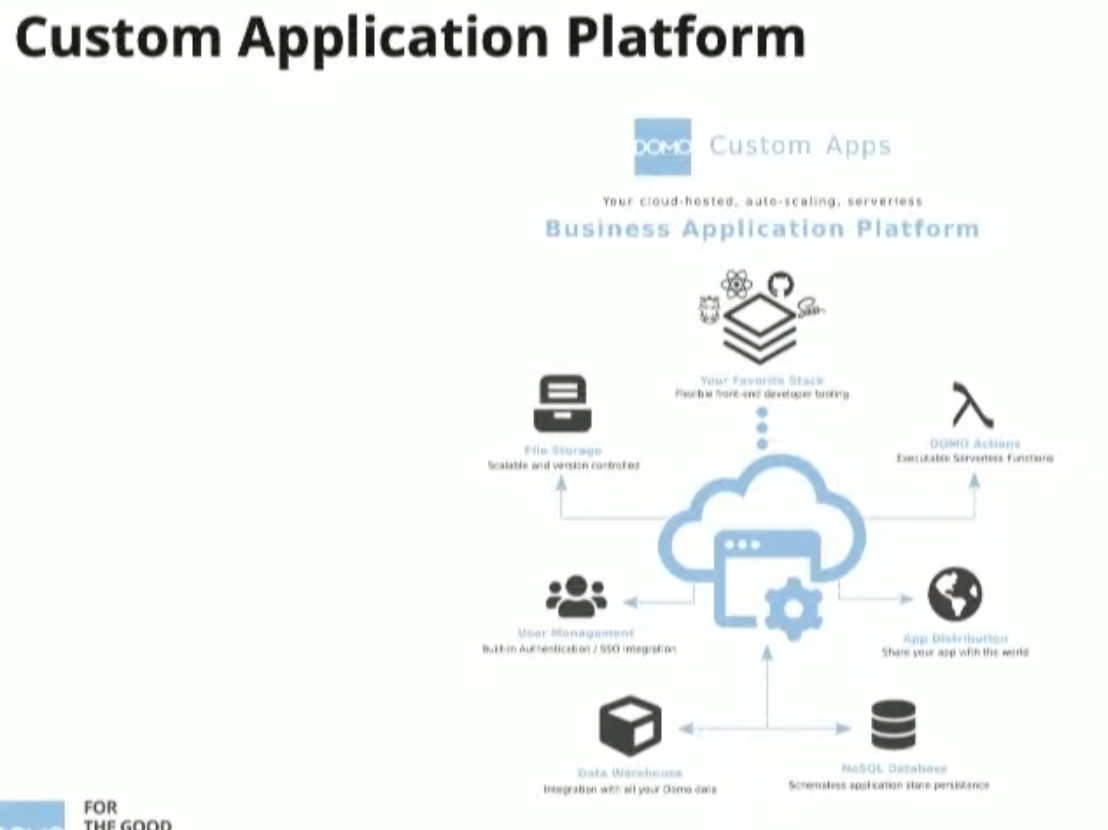 Custom Application Platform
DOMO
Custom Apps
Your cloud-hosted, auto-scaling, serverless
Business Application Platform
Sass
Your Favorite Stack
Flexible front-end developer tooling
File Storage
Scalable and version controlled
DOMO Actions
Executable Serverless Functions
User Management
Built-in Authentication / SSO Integration
App Distribution
Share your app with the world
Data Warehouse
Integration with all your Domo data
NoSQL Database
Schemaless application store persistence
DOMO
FOR
THE GOOD